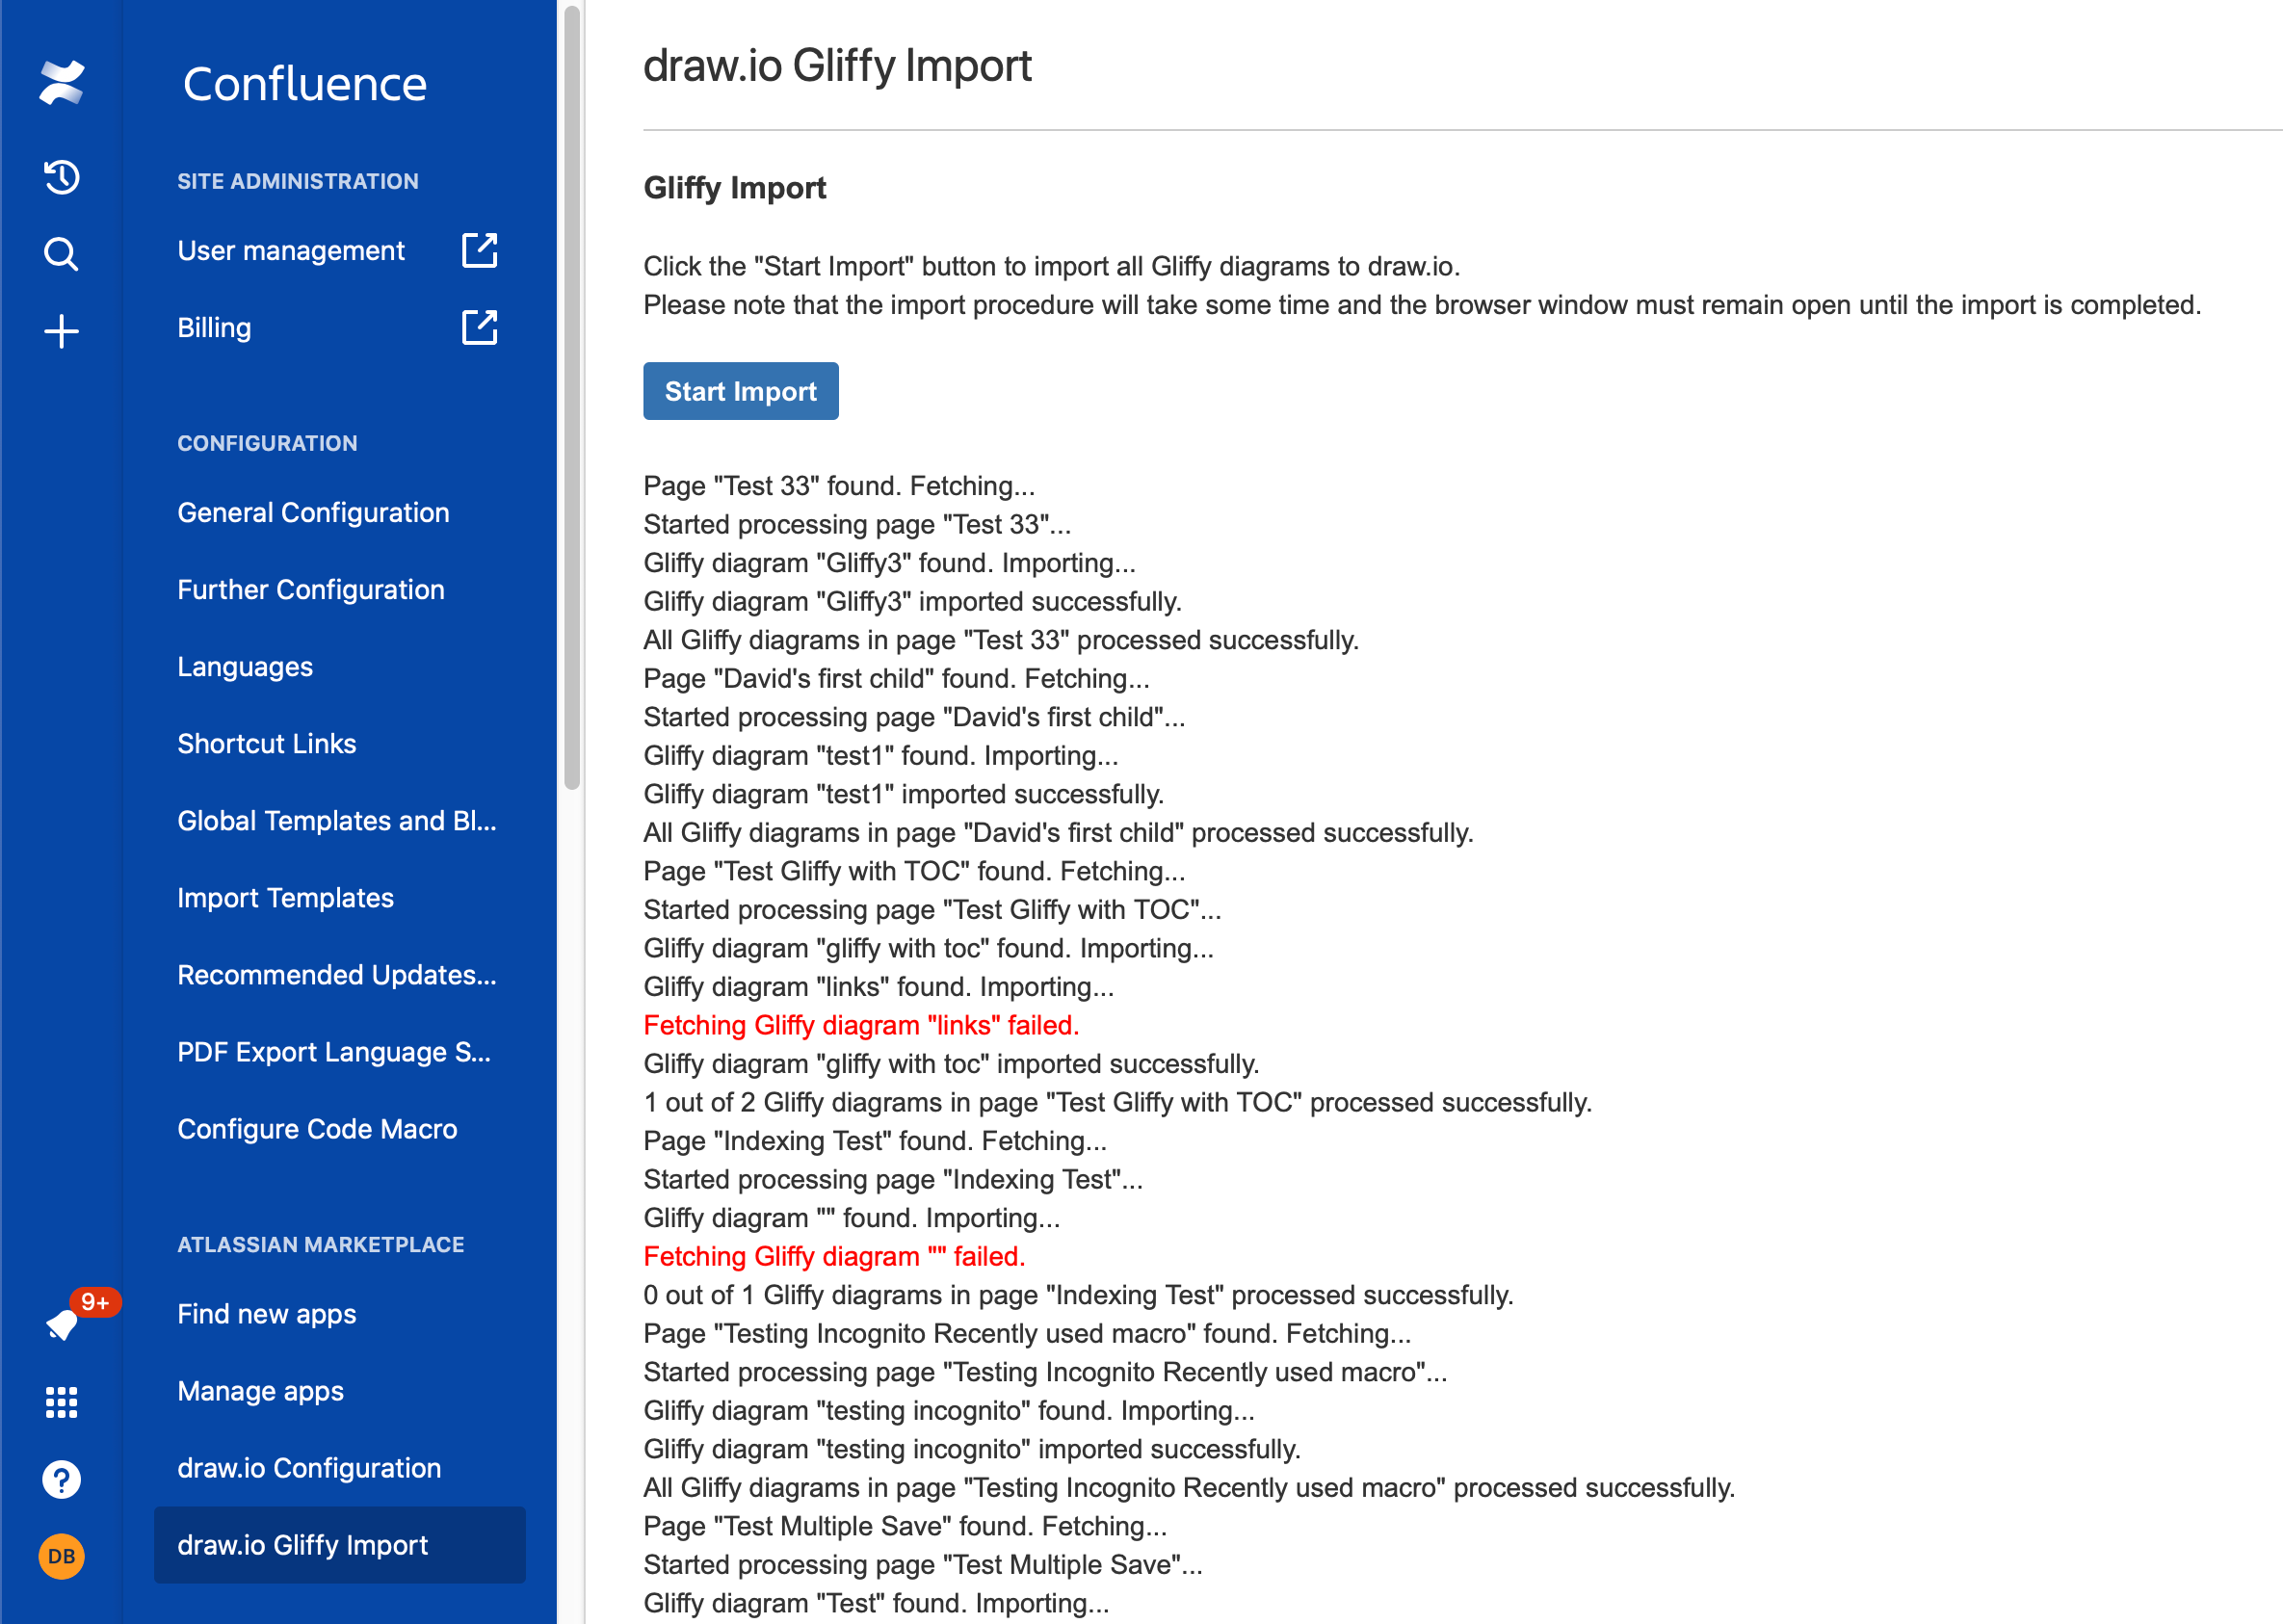 Confluence
SITE ADMINISTRATION
User management
Billing
CONFIGURATION
General Configuration
Further Configuration
Languages
Shortcut Links
Global Templates and Bl...
Import Templates
Recommended Updates...
PDF Export Language S...
Configure Code Macro
ATLASSIAN MARKETPLACE
Find new apps
Manage apps
draw.io Configuration
draw.io Gliffy Import
9+
?
DB
draw.io Gliffy Import
Gliffy Import
Click the "Start Import" button to import all Gliffy diagrams to draw.io.
Please note that the import procedure will take some time and the browser window must remain open until the import is completed.
Start Import
Page "Test 33" found. Fetching...
Started processing page "Test 33"...
Gliffy diagram "Gliffy3" found. Importing...
Gliffy diagram "Gliffy3" imported successfully.
All Gliffy diagrams in page "Test 33" processed successfully.
Page "David's first child" found. Fetching...
Started processing page "David's first child"...
Gliffy diagram "test1" found. Importing...
Gliffy diagram "test1" imported successfully.
All Gliffy diagrams in page "David's first child" processed successfully.
Page "Test Gliffy with TOC" found. Fetching...
Started processing page "Test Gliffy with TOC"...
Gliffy diagram "gliffy with toc" found. Importing...
Gliffy diagram "links" found. Importing...
Fetching Gliffy diagram "links" failed.
Gliffy diagram "gliffy with toc" imported successfully.
1 out of 2 Gliffy diagrams in page "Test Gliffy with TOC" processed successfully.
Page "Indexing Test" found. Fetching...
Started processing page "Indexing Test"...
Gliffy diagram "" found. Importing...
Fetching Gliffy diagram "" failed.
0 out of 1 Gliffy diagrams in page "Indexing Test" processed successfully.
Page "Testing Incognito Recently used macro" found. Fetching...
Started processing page "Testing Incognito Recently used macro"...
Gliffy diagram "testing incognito" found. Importing...
Gliffy diagram "testing incognito" imported successfully.
All Gliffy diagrams in page "Testing Incognito Recently used macro" processed successfully.
Page "Test Multiple Save" found. Fetching...
Started processing page "Test Multiple Save"...
Gliffy diagram "Test" found. Importing...